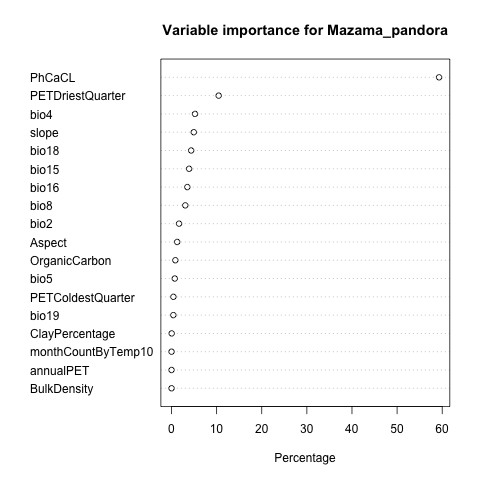 Variable importance for Mazama_pandora
PhCaCL
PETDriestQuarter
bio4
slope
bio18
bio15
bio16
bio8
bio2
Aspect
OrganicCarbon
bio5
PETColdestQuarter
bio19
ClayPercentage
monthCountByTemp10
annualPET
BulkDensity
0 10 20 30 40 50 60
Percentage